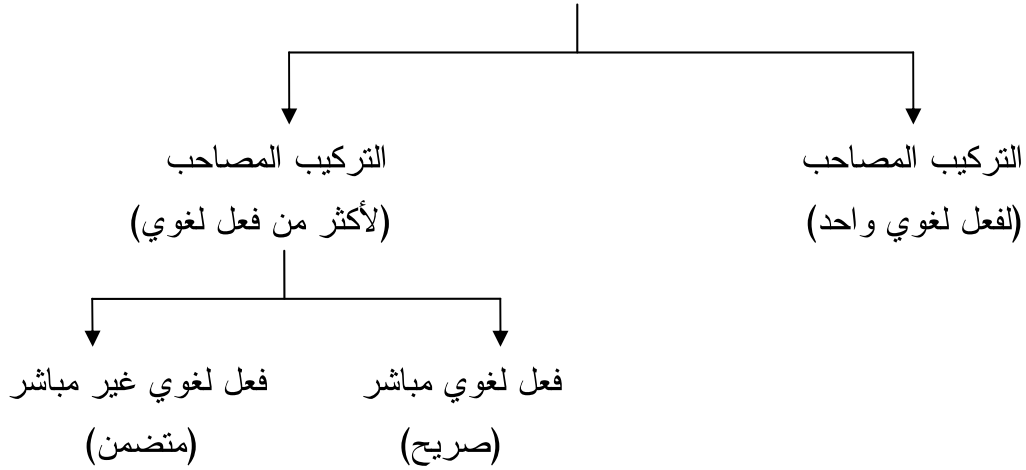 التركيب المصاحب
(لفعل لغوي واحد)
التركيب المصاحب
(لأكثر من فعل لغوي)
فعل لغوي مباشر
(صريح)
فعل لغوي غير مباشر
(متضمن)